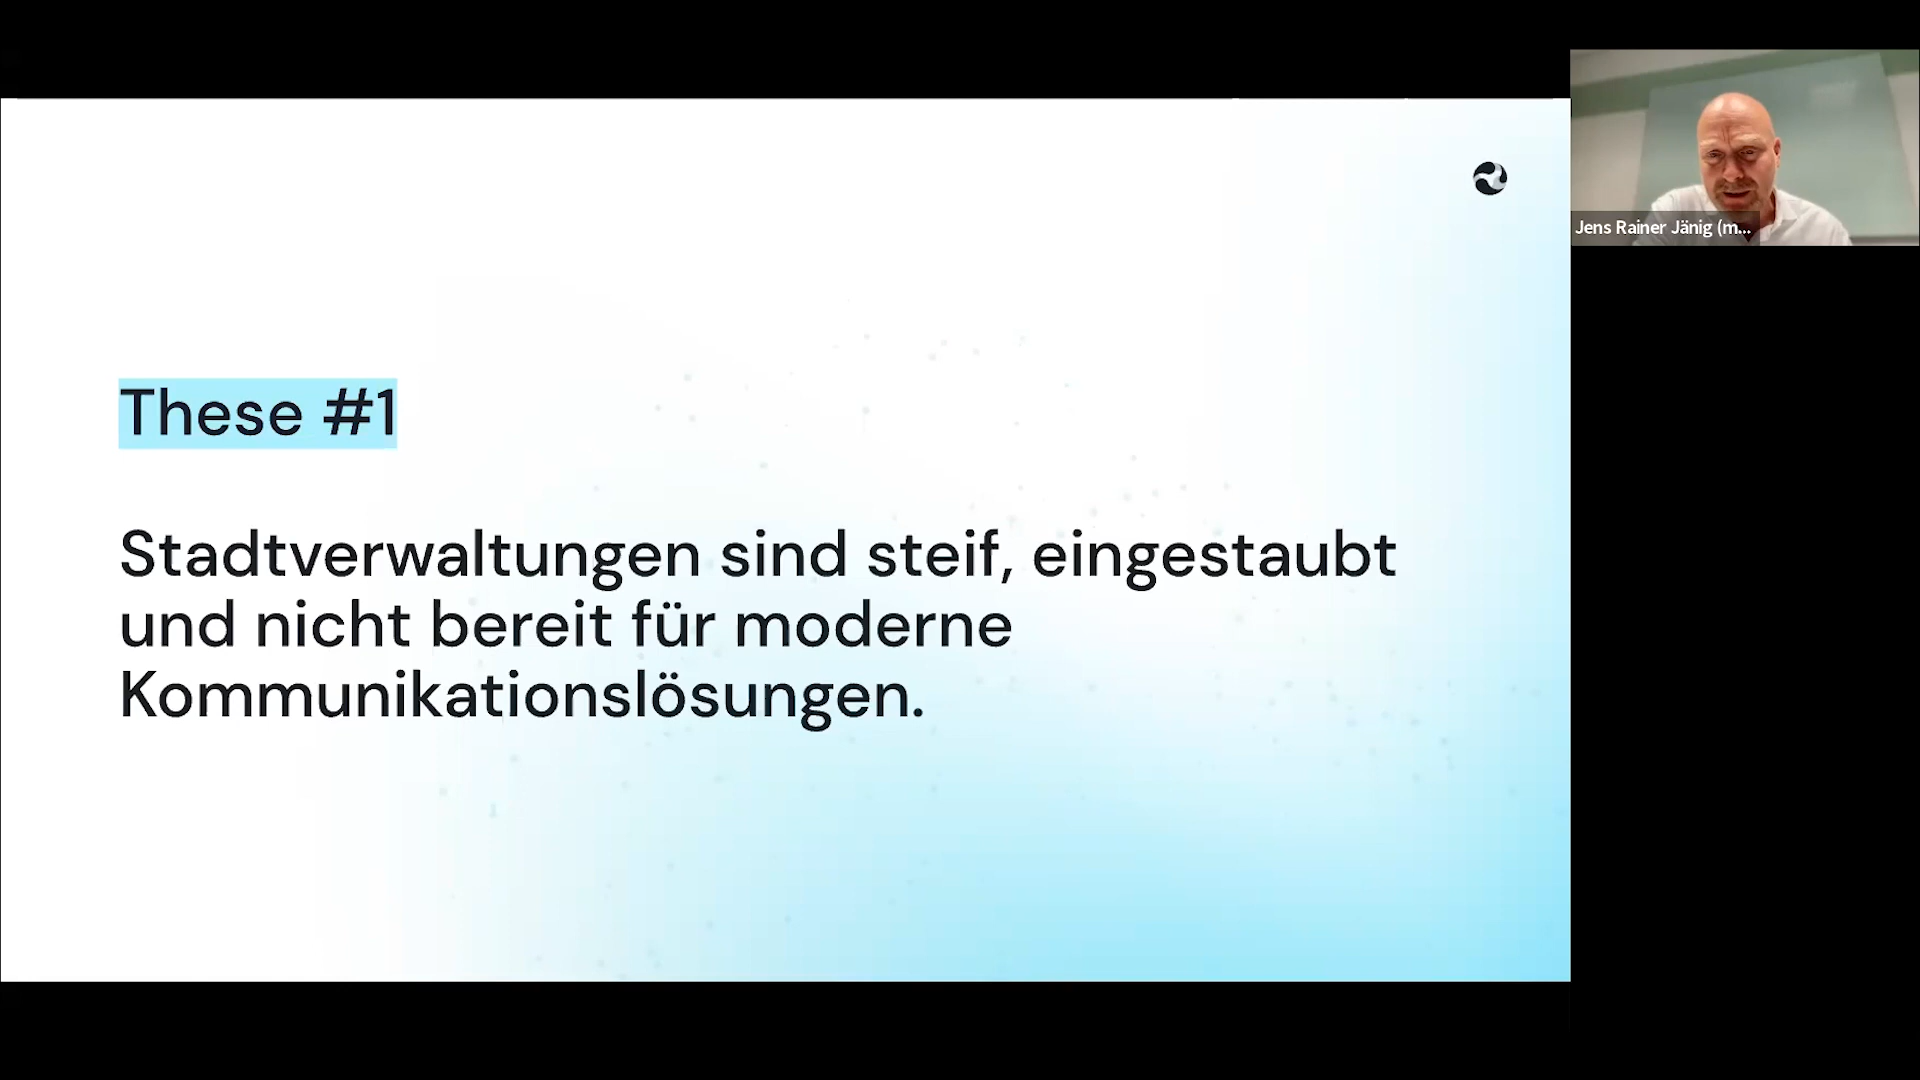 These #1
Stadtverwaltungen sind steif, eingestaubt
und nicht bereit für moderne
Kommunikationslösungen.
Jens Rainer Jänig (m...